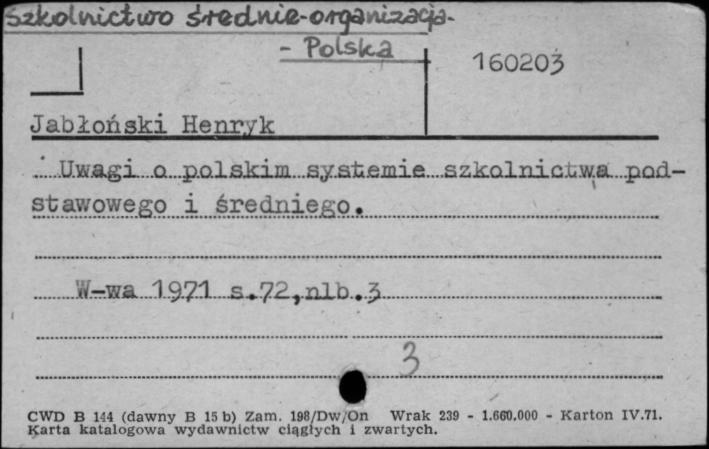 Szkolnictwo średnie-organizacja-
- Polska
160203
Jabłoński Henryk
Uwagi o polskim systemie szkolnictwa pod-
stawowego i średniego.
W-wa 1971 s.72,nlb.3
3
CWD B 144 (dawny B 15 b) Zam. 198/Dw/On Wrak 239 - 1.660.000 - Karton IV.71.
Karta katalogowa wydawnictw ciągłych i zwartych.